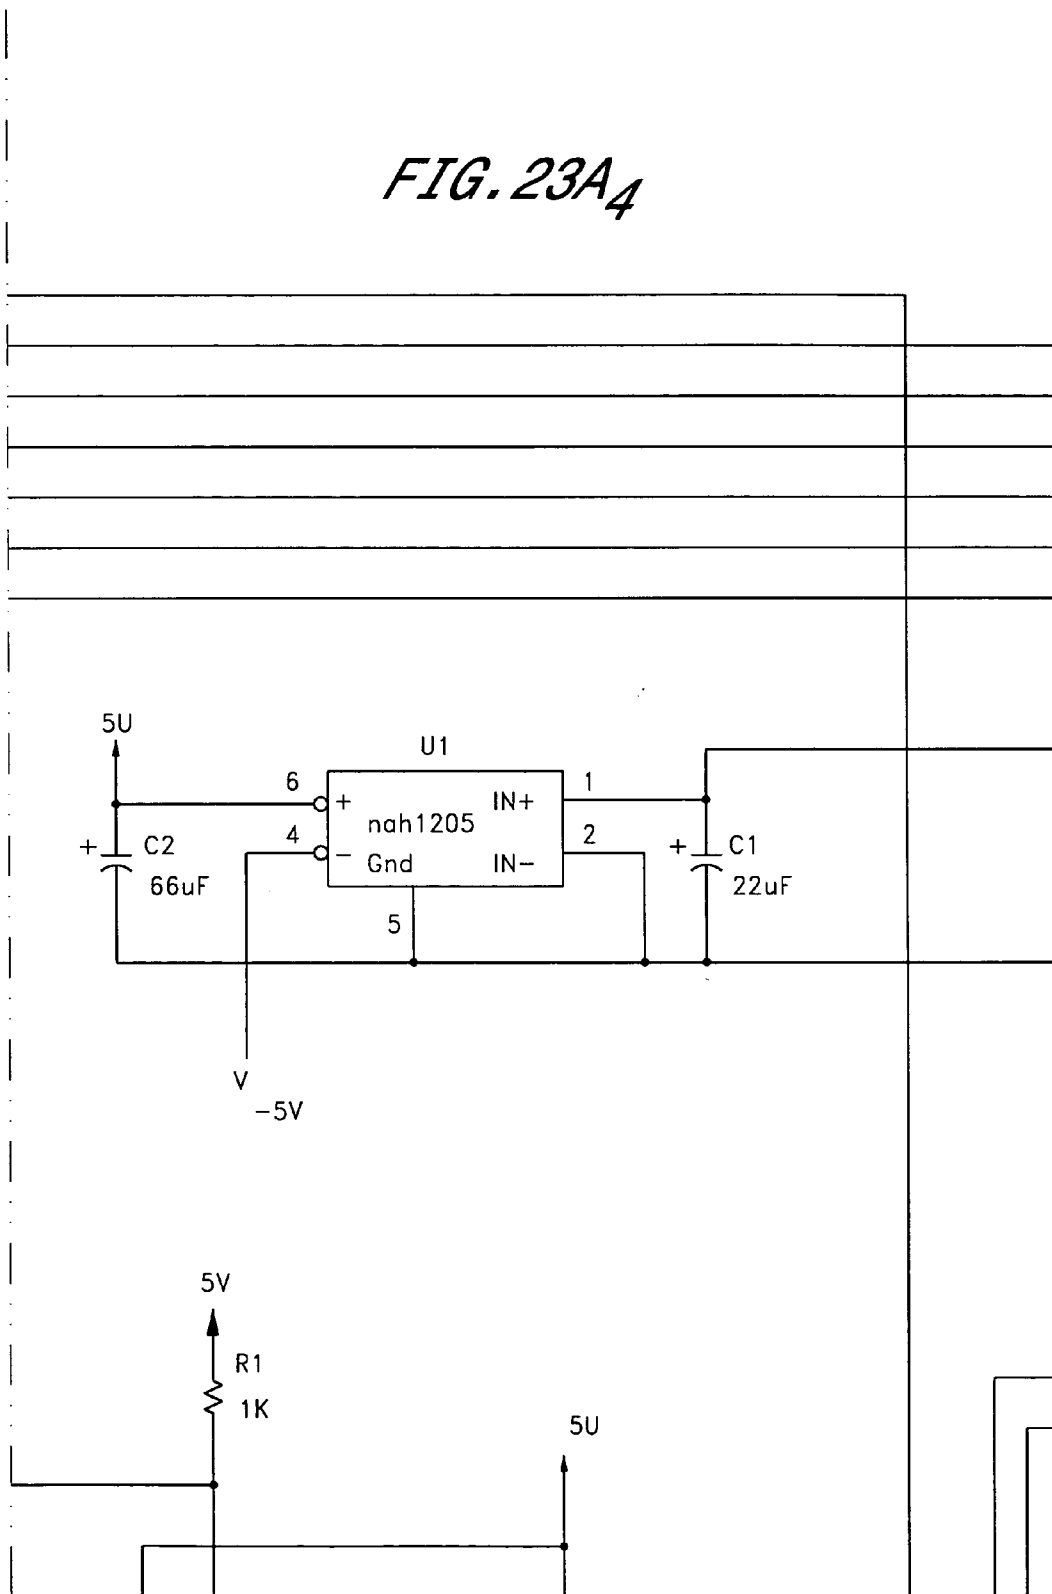 FIG. 23A4
5U
U1
6
+
IN+
1
nah1205
4
−
Gnd
IN−
2
5
+
C2
66uF
+
C1
22uF
V
−5V
5V
R1
1K
5U